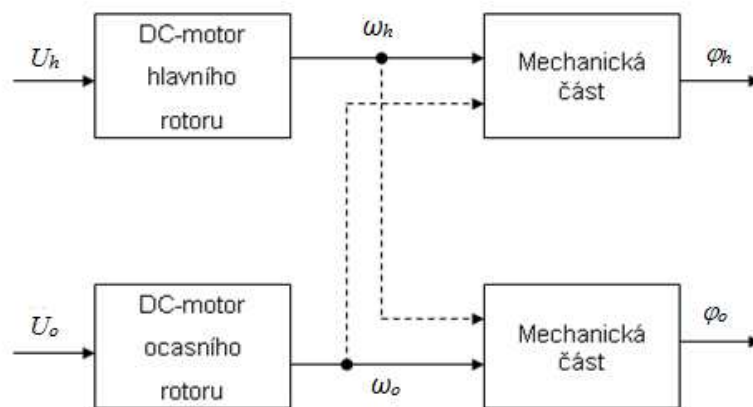 U_h
DC-motor
hlavního
rotoru
ω_h
Mechanická
část
φ_h
U_o
DC-motor
ocasního
rotoru
ω_o
Mechanická
část
φ_o